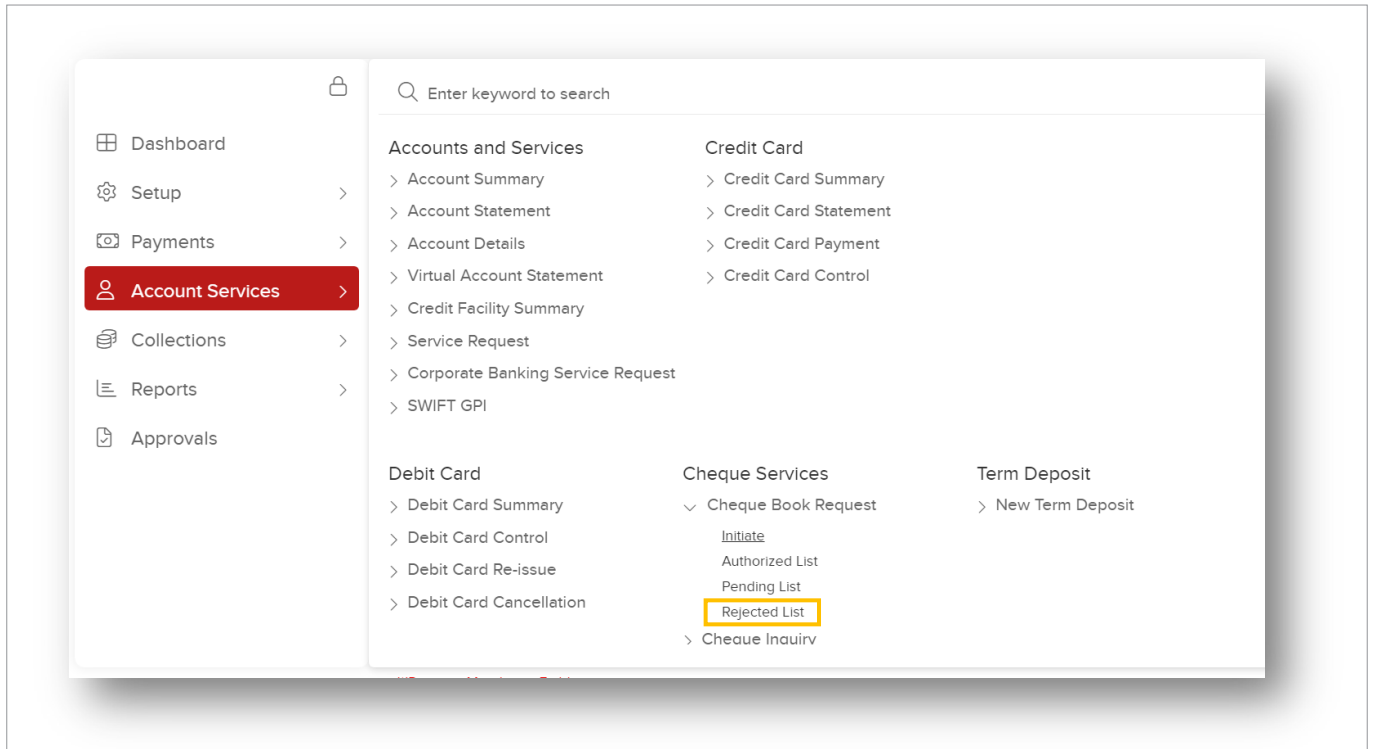 Enter keyword to search
Dashboard
Setup
Payments
Account Services
Collections
Reports
Approvals
Accounts and Services
Account Summary
Account Statement
Account Details
Virtual Account Statement
Credit Facility Summary
Service Request
Corporate Banking Service Request
SWIFT GPI
Credit Card
Credit Card Summary
Credit Card Statement
Credit Card Payment
Credit Card Control
Debit Card
Debit Card Summary
Debit Card Control
Debit Card Re-issue
Debit Card Cancellation
Cheque Services
Cheque Book Request
Initiate
Authorized List
Pending List
Rejected List
Cheque Inquiry
Term Deposit
New Term Deposit